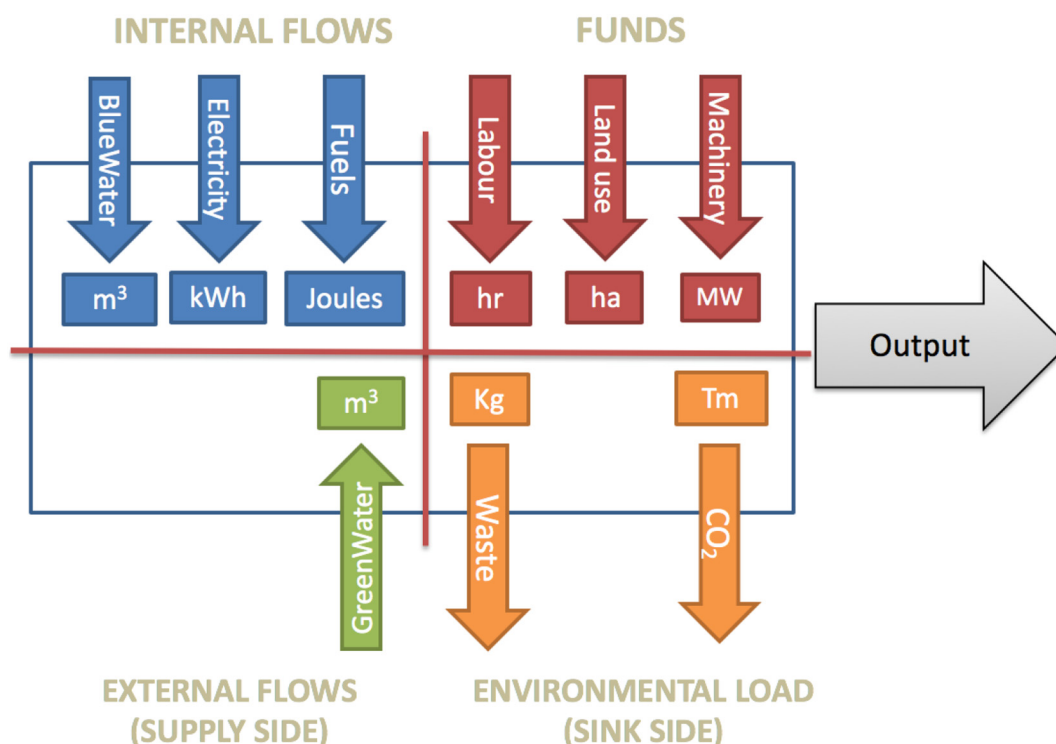 INTERNAL FLOWS
FUNDS
BlueWater
Electricity
Fuels
Labour
Land use
Machinery
m³
kWh
Joules
hr
ha
MW
Output
m³
Kg
Tm
GreenWater
Waste
CO₂
EXTERNAL FLOWS
(SUPPLY SIDE)
ENVIRONMENTAL LOAD
(SINK SIDE)